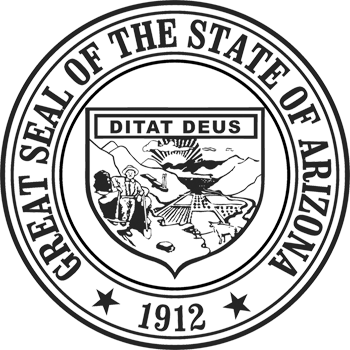 GREAT SEAL OF THE STATE OF ARIZONA
DITAT DEUS
1912